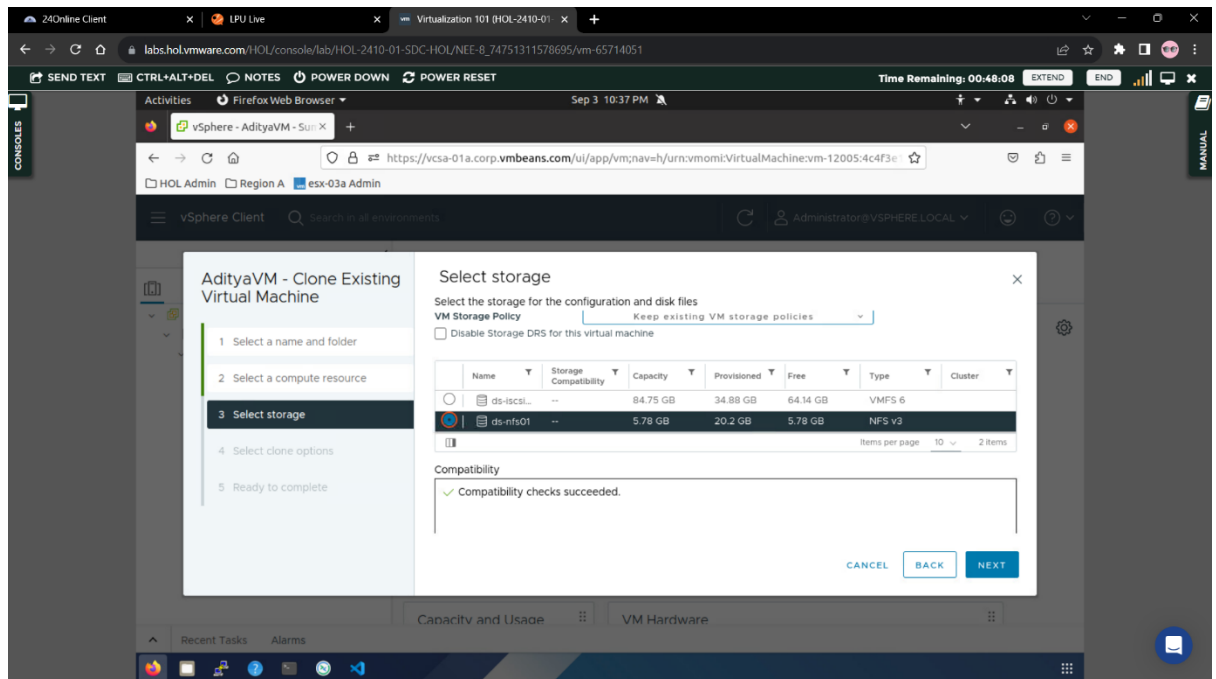 24Online Client
LPU Live
Virtualization 101 (HOL-2410-01-
labs.hol.vmware.com/HOL/console/lab/HOL-2410-01-SDC-HOL/NEE-8_74751311578695/vm-65714051
SEND TEXT CTRL+ALT+DEL NOTES POWER DOWN POWER RESET Time Remaining: 00:48:08 EXTEND END
CONSOLES
MANUAL
Activities Firefox Web Browser Sep 3 10:37 PM
vSphere - AdityaVM - Sum
https://vcsa-01a.corp.vmbeans.com/ui/app/vm;nav=h/urn:vmomi:VirtualMachine:vm-12005:4c4f3e
HOL Admin Region A esx-03a Admin
vSphere Client Search in all environments Administrator@VSPHERE.LOCAL
AdityaVM - Clone Existing
Virtual Machine
1 Select a name and folder
2 Select a compute resource
3 Select storage
4 Select clone options
5 Ready to complete
Select storage
Select the storage for the configuration and disk files
VM Storage Policy Keep existing VM storage policies
Disable Storage DRS for this virtual machine
Name Storage Compatibility Capacity Provisioned Free Type Cluster
ds-iscsi... -- 84.75 GB 34.88 GB 64.14 GB VMFS 6
ds-nfs01 -- 5.78 GB 20.2 GB 5.78 GB NFS v3
Items per page 10 2 items
Compatibility
Compatibility checks succeeded.
CANCEL BACK NEXT
Capacity and Usage VM Hardware
Recent Tasks Alarms